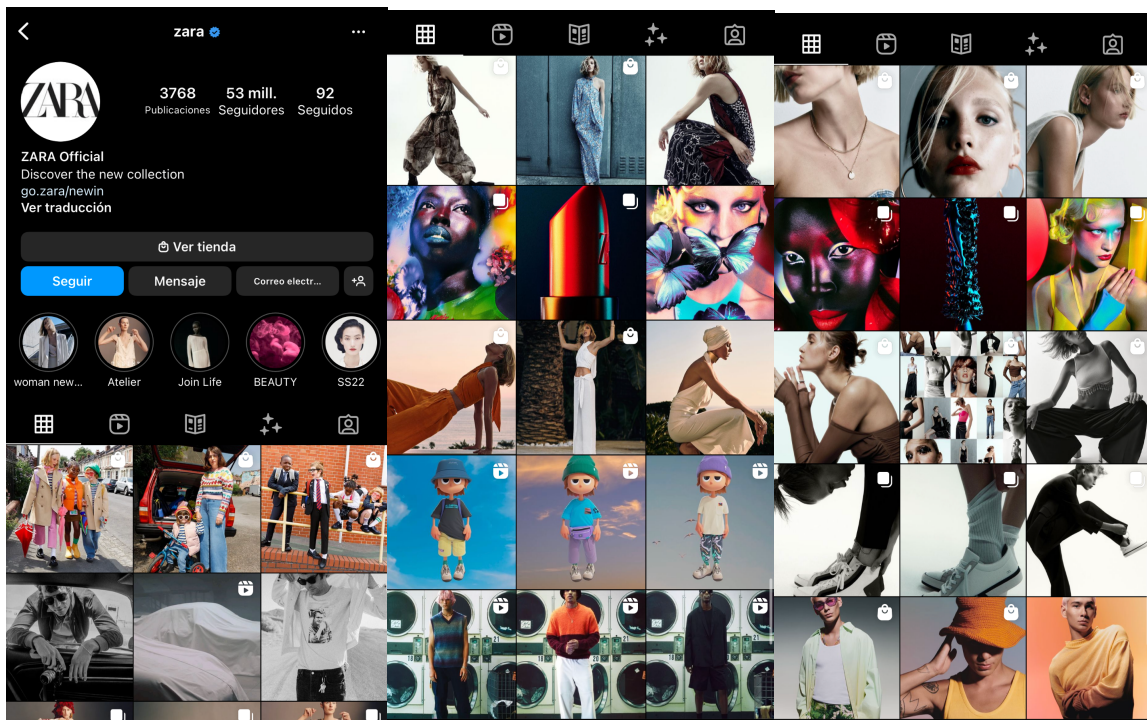 zara
ZARA
3768
Publicaciones
53 mill.
Seguidores
92
Seguidos
ZARA Official
Discover the new collection
go.zara/newin
Ver traducción
Ver tienda
Seguir
Mensaje
Correo electr...
woman new...
Atelier
Join Life
BEAUTY
SS22